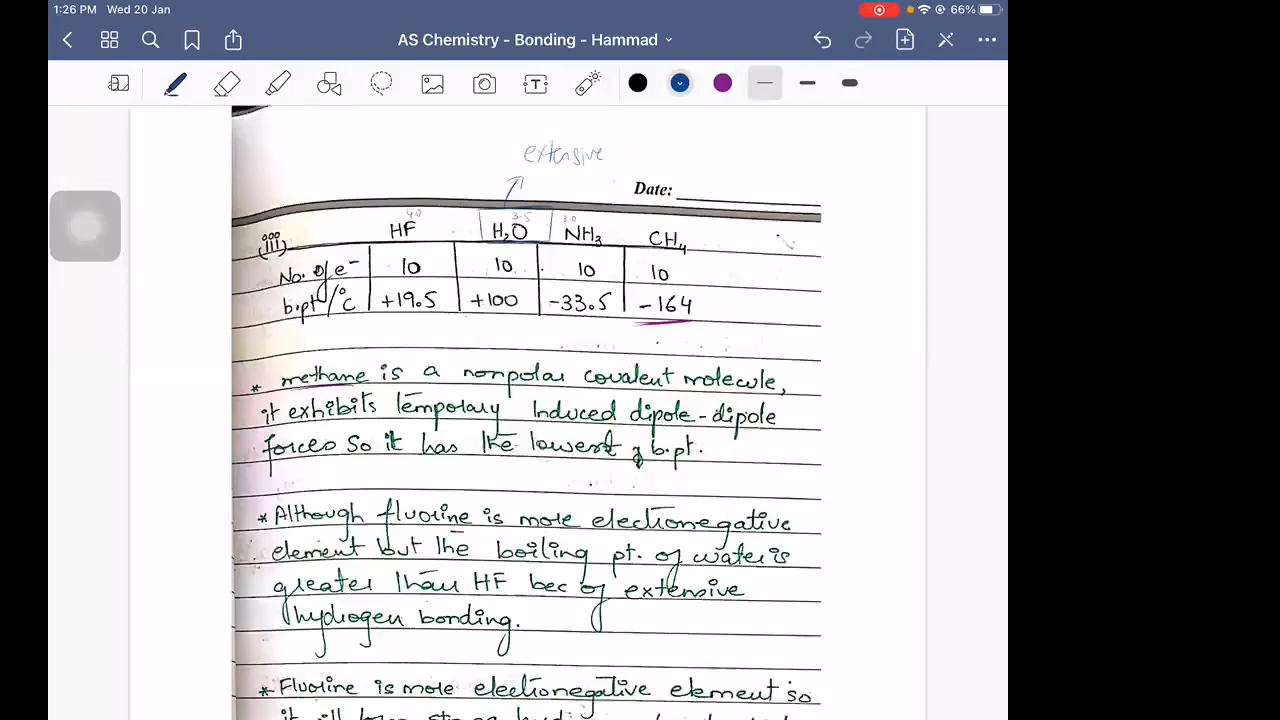 1:26 PM Wed 20 Jan
66%
AS Chemistry - Bonding - Hammad
extensive
Date:
4.0 3.5 3.0
(iii) HF H2O NH3 CH4
No. of e- 10 10 10 10
b.pt/°C +19.5 +100 -33.5 -164
* methane is a nonpolar covalent molecule,
it exhibits temporary induced dipole-dipole
forces so it has the lowest b.pt.
* Although fluorine is more electronegative
element but the boiling pt. of water is
greater than HF bec of extensive
hydrogen bonding.
* Fluorine is more electronegative element so
it will